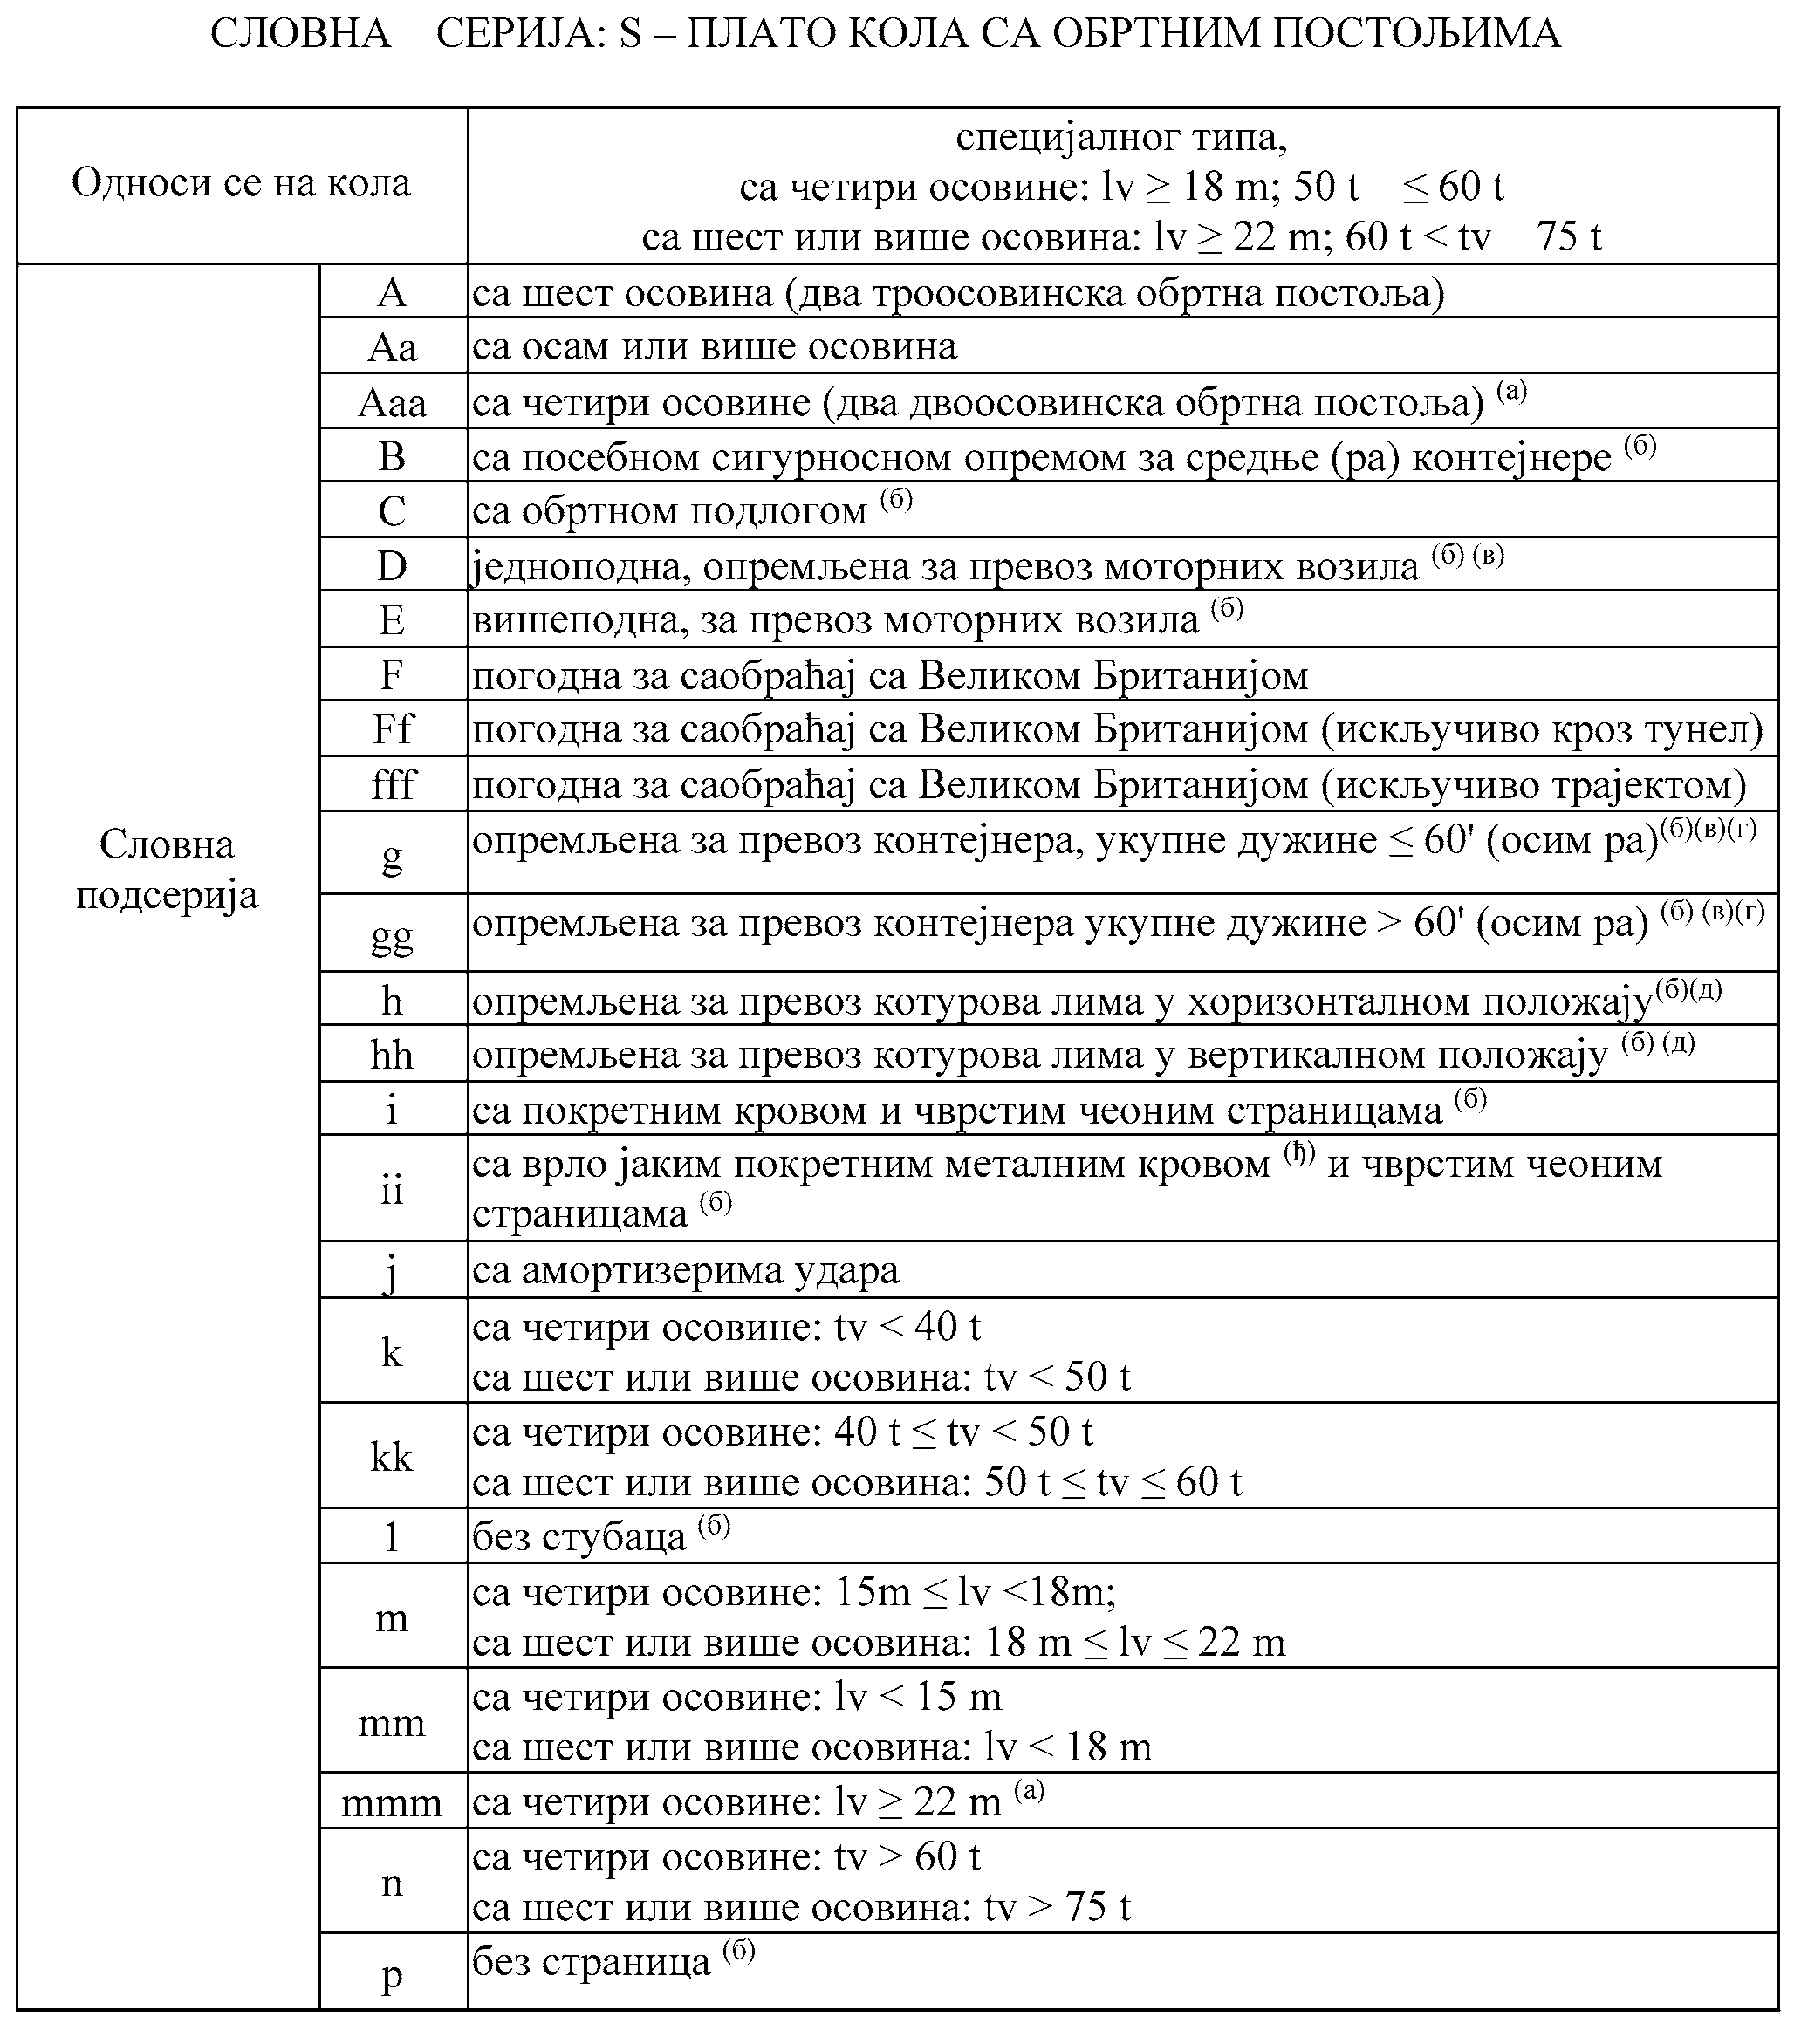 СЛОВНА СЕРИЈА: S – ПЛАТО КОЛА СА ОБРТНИМ ПОСТОЉИМА
Односи се на кола
специјалног типа,
са четири осовине: lv ≥ 18 m; 50 t ≤ 60 t
са шест или више осовина: lv ≥ 22 m; 60 t < tv 75 t
Словна
подсерија
A са шест осовина (два троосовинска обртна постоља)
Aa са осам или више осовина
Aaa са четири осовине (два двоосовинска обртна постоља) (а)
B са посебном сигурносном опремом за средње (ра) контејнере (б)
C са обртном подлогом (б)
D једноподна, опремљена за превоз моторних возила (б) (в)
E вишеподна, за превоз моторних возила (б)
F погодна за саобраћај са Великом Британијом
Ff погодна за саобраћај са Великом Британијом (искључиво кроз тунел)
fff погодна за саобраћај са Великом Британијом (искључиво трајектом)
g опремљена за превоз контејнера, укупне дужине ≤ 60' (осим ра)(б)(в)(г)
gg опремљена за превоз контејнера укупне дужине > 60' (осим ра) (б) (в)(г)
h опремљена за превоз котурова лима у хоризонталном положају(б)(д)
hh опремљена за превоз котурова лима у вертикалном положају (б) (д)
i са покретним кровом и чврстим чеоним страницама (б)
ii са врло јаким покретним металним кровом (ђ) и чврстим чеоним
страницама (б)
j са амортизерима удара
k са четири осовине: tv < 40 t
са шест или више осовина: tv < 50 t
kk са четири осовине: 40 t ≤ tv < 50 t
са шест или више осовина: 50 t ≤ tv ≤ 60 t
l без стубаца (б)
m са четири осовине: 15m ≤ lv <18m;
са шест или више осовина: 18 m ≤ lv ≤ 22 m
mm са четири осовине: lv < 15 m
са шест или више осовина: lv < 18 m
mmm са четири осовине: lv ≥ 22 m (а)
n са четири осовине: tv > 60 t
са шест или више осовина: tv > 75 t
p без страница (б)